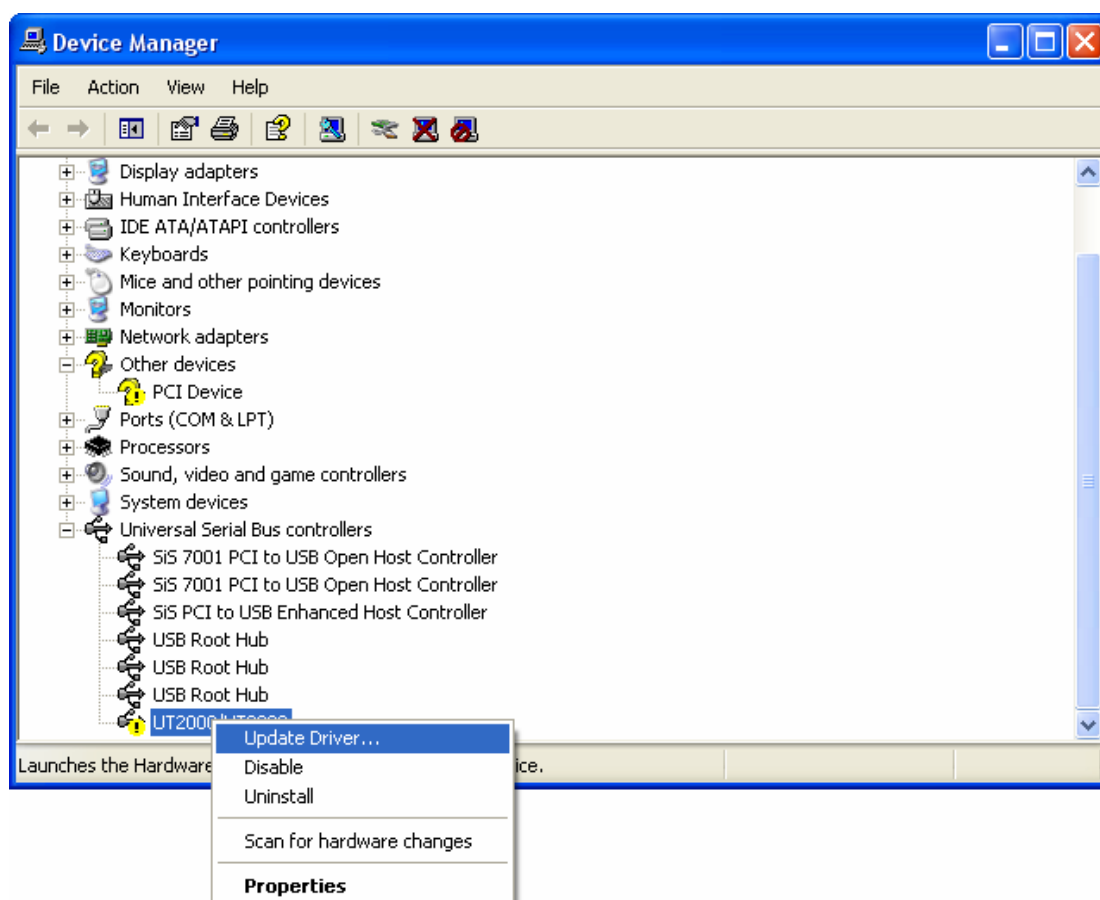 Device Manager
File Action View Help
Display adapters
Human Interface Devices
IDE ATA/ATAPI controllers
Keyboards
Mice and other pointing devices
Monitors
Network adapters
Other devices
PCI Device
Ports (COM & LPT)
Processors
Sound, video and game controllers
System devices
Universal Serial Bus controllers
SiS 7001 PCI to USB Open Host Controller
SiS 7001 PCI to USB Open Host Controller
SiS PCI to USB Enhanced Host Controller
USB Root Hub
USB Root Hub
USB Root Hub
Update Driver...
Launches the Hardware ice.
Disable
Uninstall
Scan for hardware changes
Properties